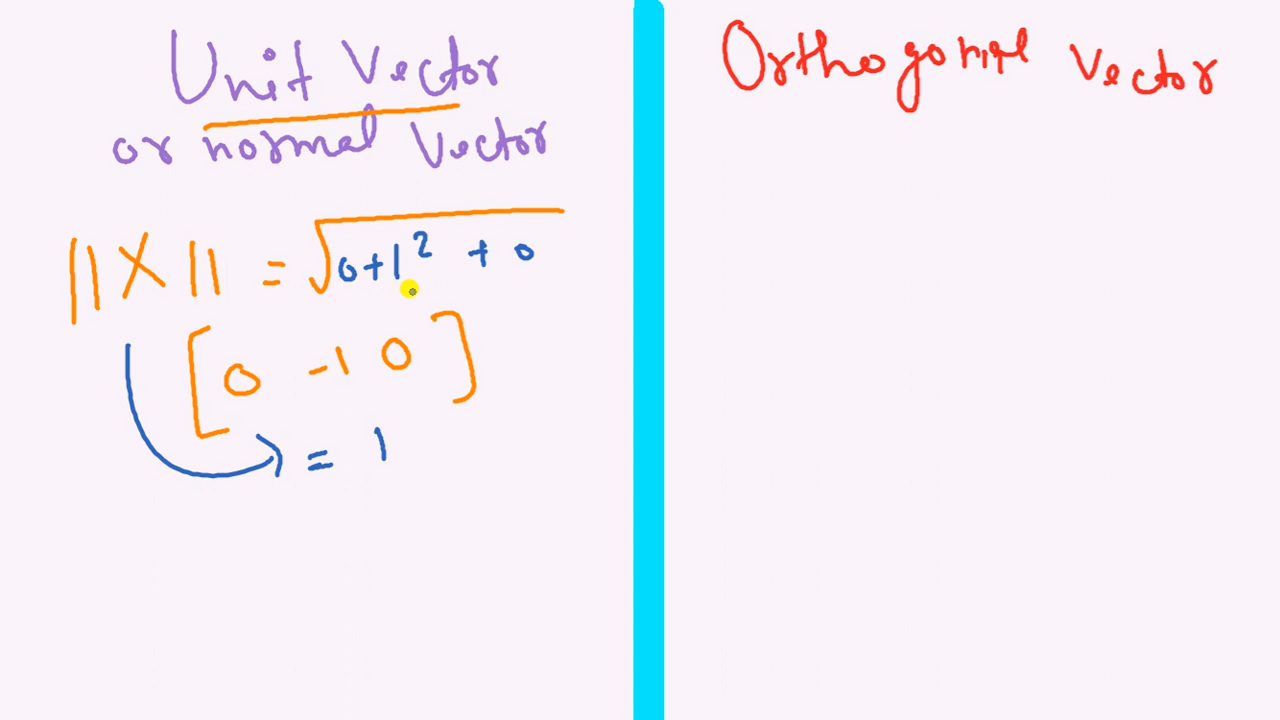 Unit Vector
or normal Vector
||X|| = √0+1² + 0
[0 -1 0]
= 1
Orthogonal Vector